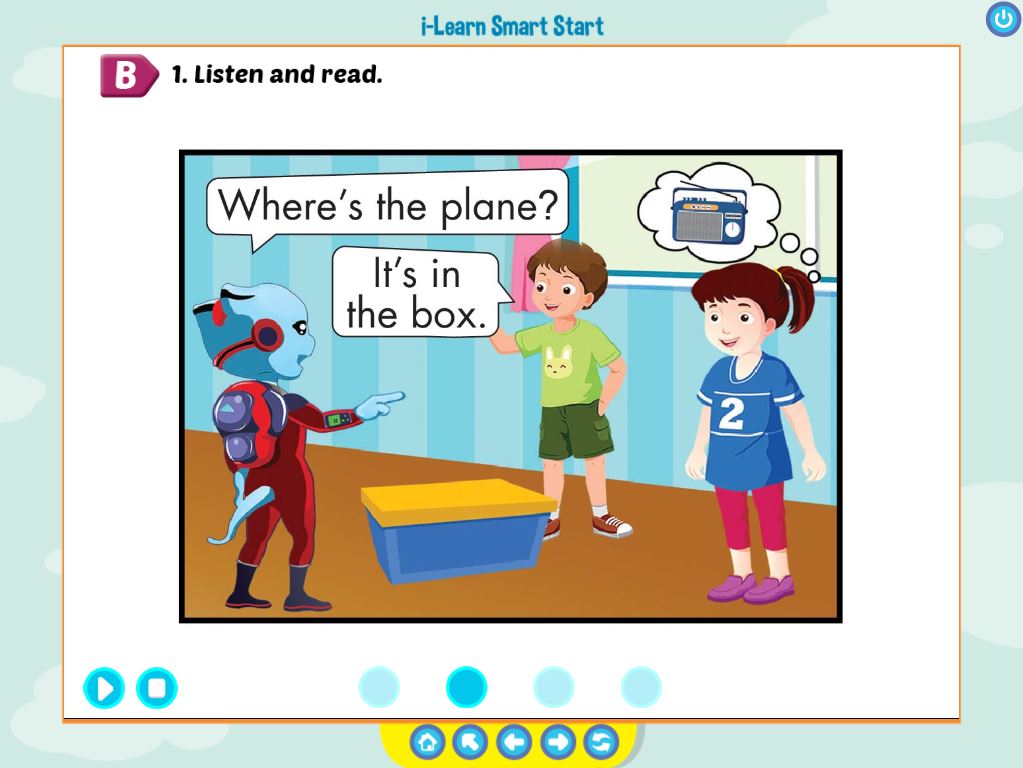 i-Learn Smart Start
B 1. Listen and read.
Where's the plane?
It's in
the box.
2